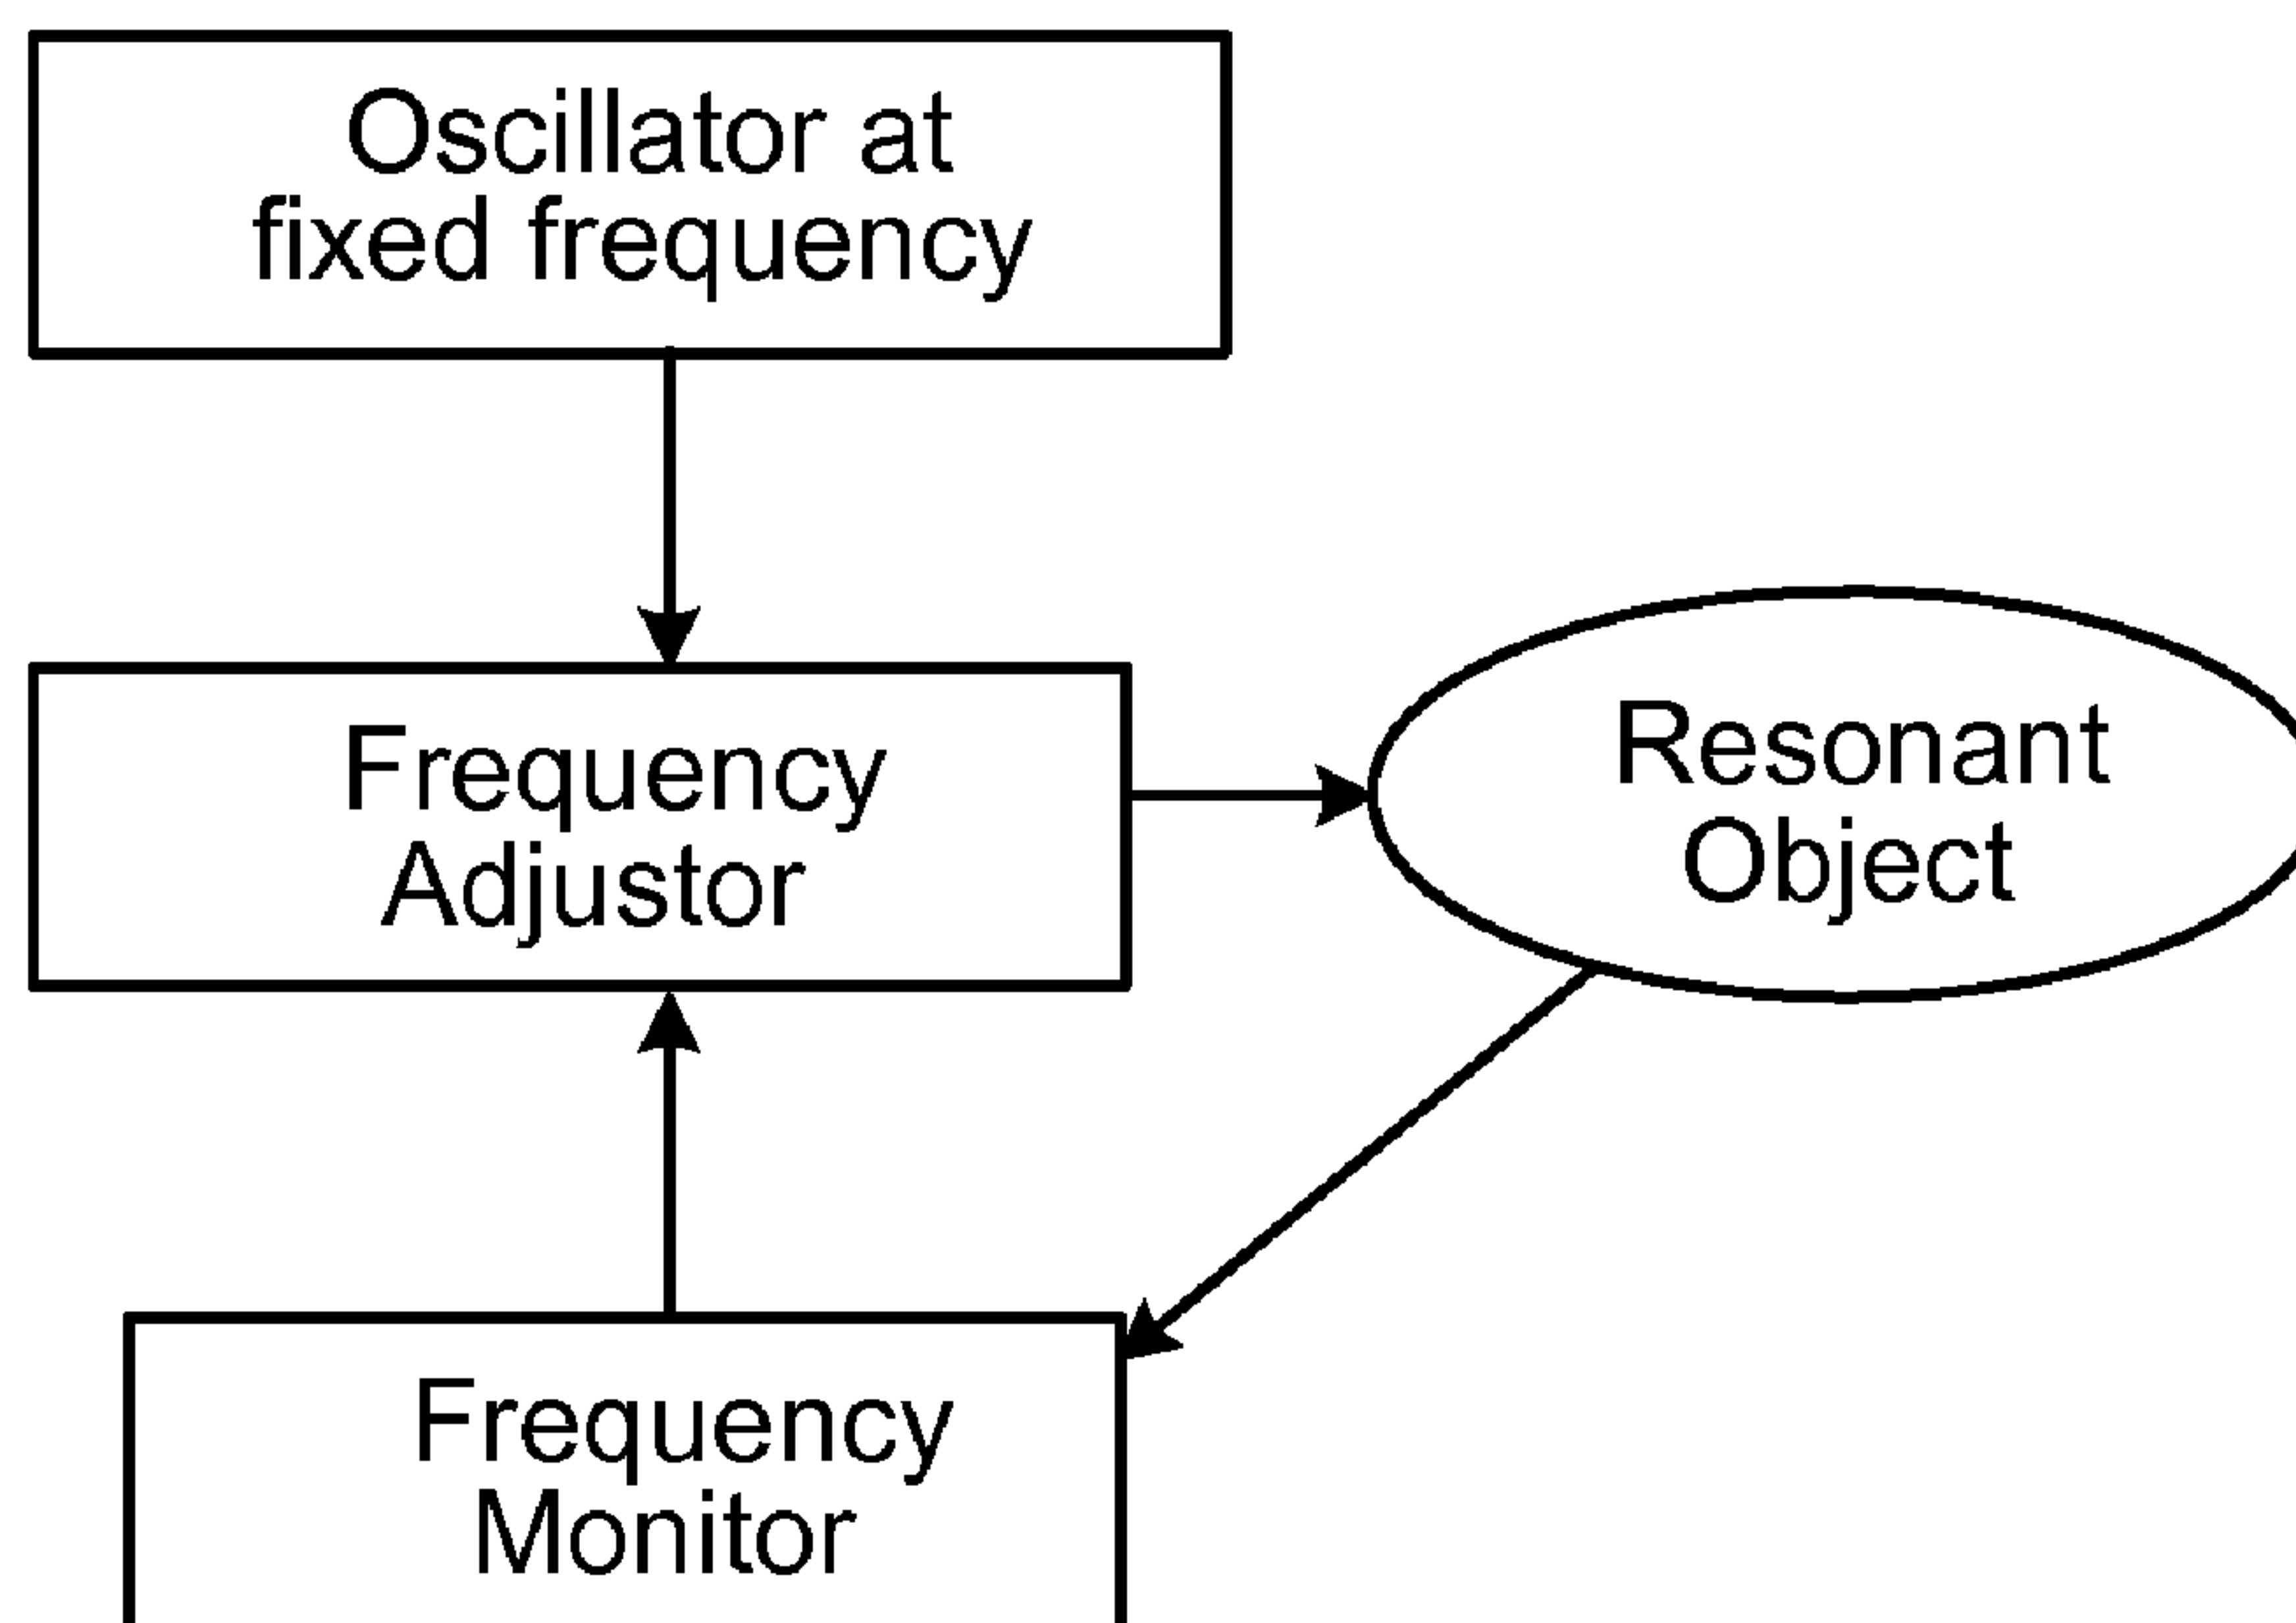 Oscillator at
fixed frequency
Frequency
Adjustor
Resonant
Object
Frequency
Monitor